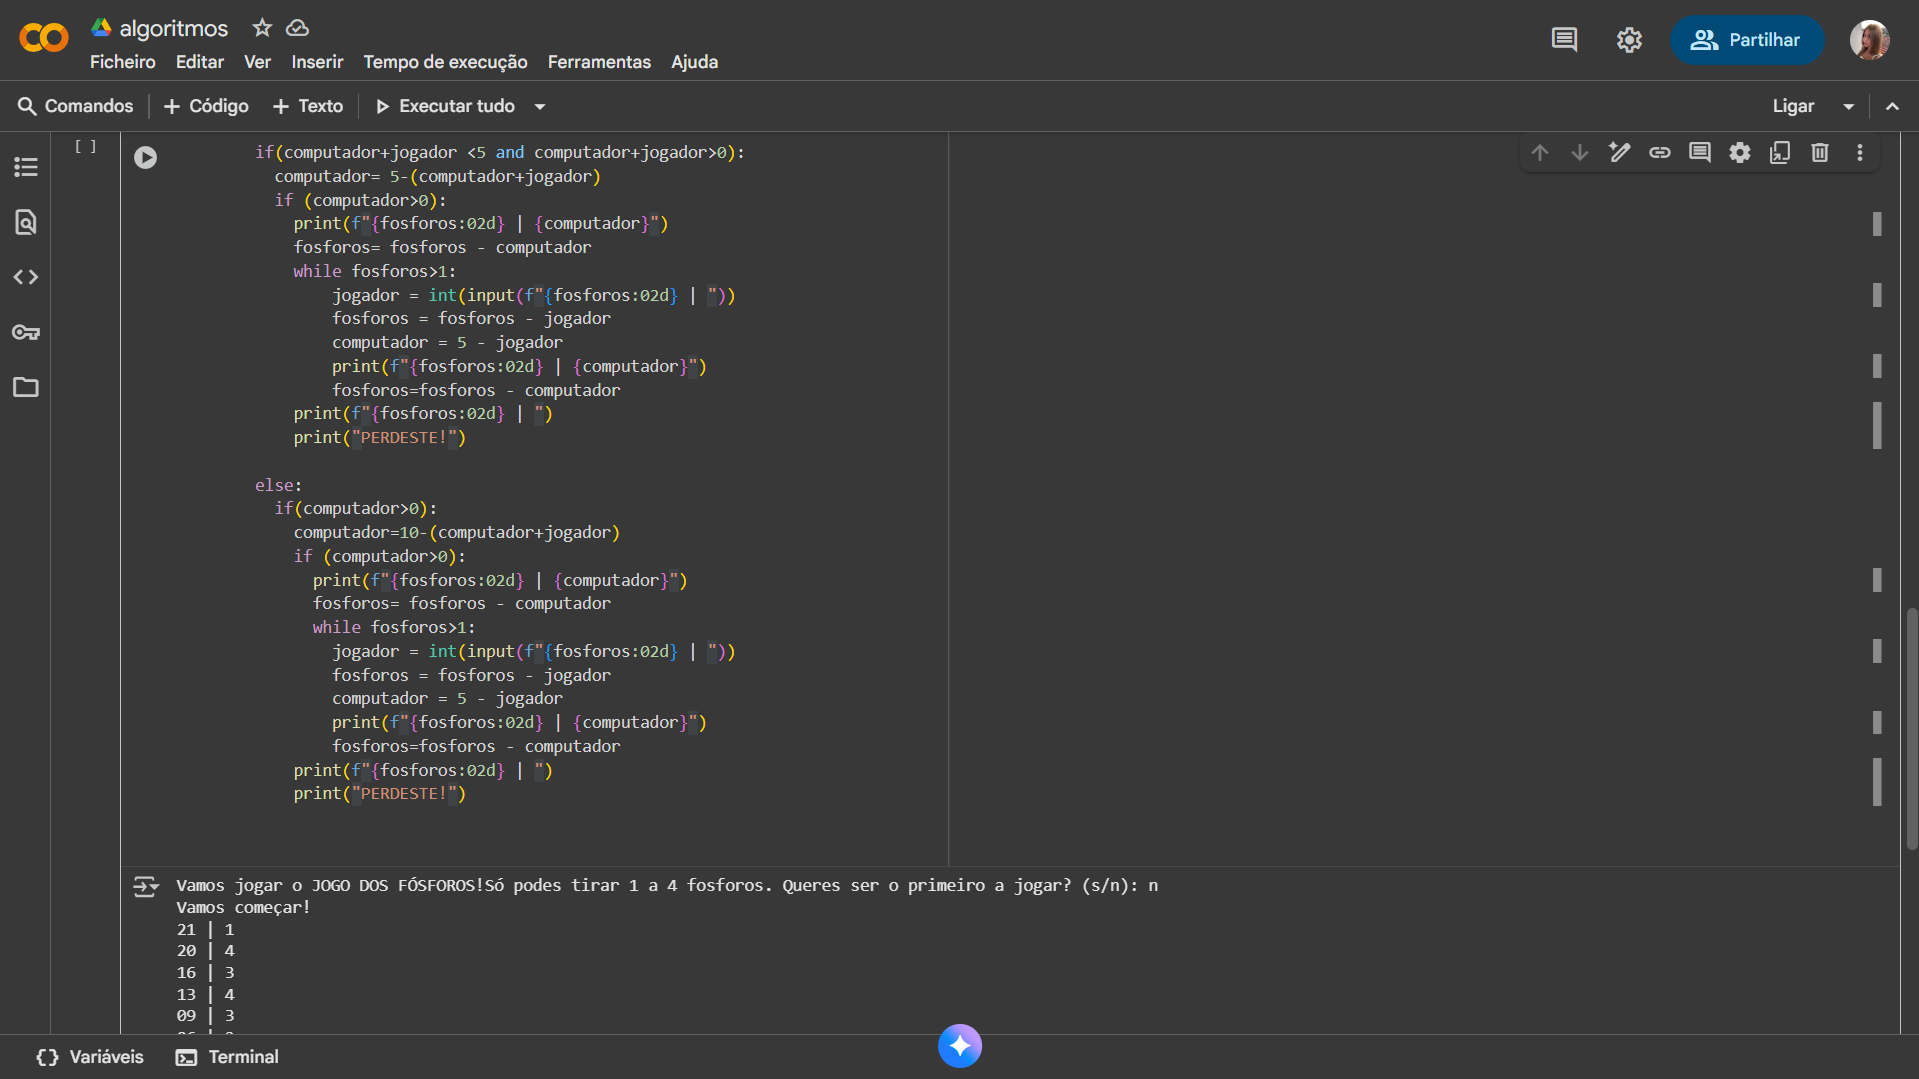 algoritmos
Ficheiro Editar Ver Inserir Tempo de execução Ferramentas Ajuda
Partilhar
Comandos + Código + Texto Executar tudo
Ligar
[ ]
if(computador+jogador <5 and computador+jogador>0):
computador= 5-(computador+jogador)
if (computador>0):
print(f"{fosforos:02d} | {computador}")
fosforos= fosforos - computador
while fosforos>1:
jogador = int(input(f"{fosforos:02d} | "))
fosforos = fosforos - jogador
computador = 5 - jogador
print(f"{fosforos:02d} | {computador}")
fosforos=fosforos - computador
print(f"{fosforos:02d} | ")
print("PERDESTE!")
else:
if(computador>0):
computador=10-(computador+jogador)
if (computador>0):
print(f"{fosforos:02d} | {computador}")
fosforos= fosforos - computador
while fosforos>1:
jogador = int(input(f"{fosforos:02d} | "))
fosforos = fosforos - jogador
computador = 5 - jogador
print(f"{fosforos:02d} | {computador}")
fosforos=fosforos - computador
print(f"{fosforos:02d} | ")
print("PERDESTE!")
Vamos jogar o JOGO DOS FÓSFOROS!Só podes tirar 1 a 4 fosforos. Queres ser o primeiro a jogar? (s/n): n
Vamos começar!
21 | 1
20 | 4
16 | 3
13 | 4
09 | 3
Variáveis Terminal